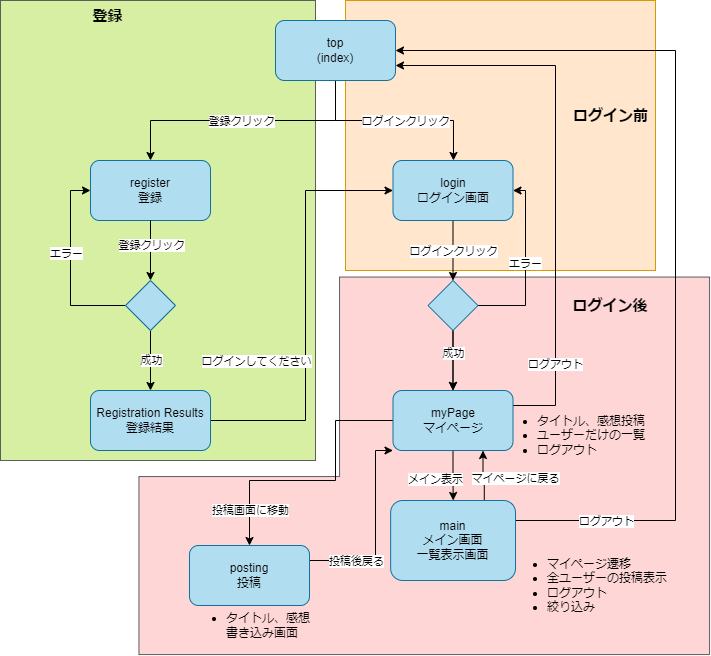 登録
top
(index)
ログイン前
登録クリック
ログインクリック
register
登録
login
ログイン画面
登録クリック
ログインクリック
エラー
エラー
ログイン後
成功
ログインしてください
成功
ログアウト
Registration Results
登録結果
myPage
マイページ
• タイトル、感想投稿
• ユーザーだけの一覧
• ログアウト
メイン表示
マイページに戻る
投稿画面に移動
main
メイン画面
一覧表示画面
ログアウト
posting
投稿
投稿後戻る
• マイページ遷移
• 全ユーザーの投稿表示
• ログアウト
• 絞り込み
• タイトル、感想
書き込み画面